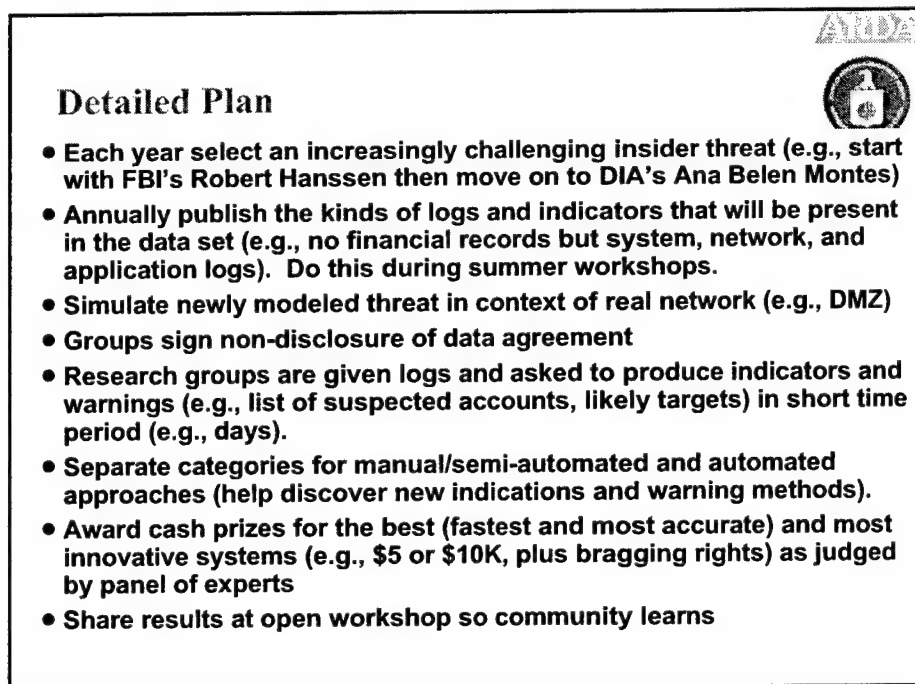 ARDA
Detailed Plan
• Each year select an increasingly challenging insider threat (e.g., start
with FBI's Robert Hanssen then move on to DIA's Ana Belen Montes)
• Annually publish the kinds of logs and indicators that will be present
in the data set (e.g., no financial records but system, network, and
application logs).  Do this during summer workshops.
• Simulate newly modeled threat in context of real network (e.g., DMZ)
• Groups sign non-disclosure of data agreement
• Research groups are given logs and asked to produce indicators and
warnings (e.g., list of suspected accounts, likely targets) in short time
period (e.g., days).
• Separate categories for manual/semi-automated and automated
approaches (help discover new indications and warning methods).
• Award cash prizes for the best (fastest and most accurate) and most
innovative systems (e.g., $5 or $10K, plus bragging rights) as judged
by panel of experts
• Share results at open workshop so community learns